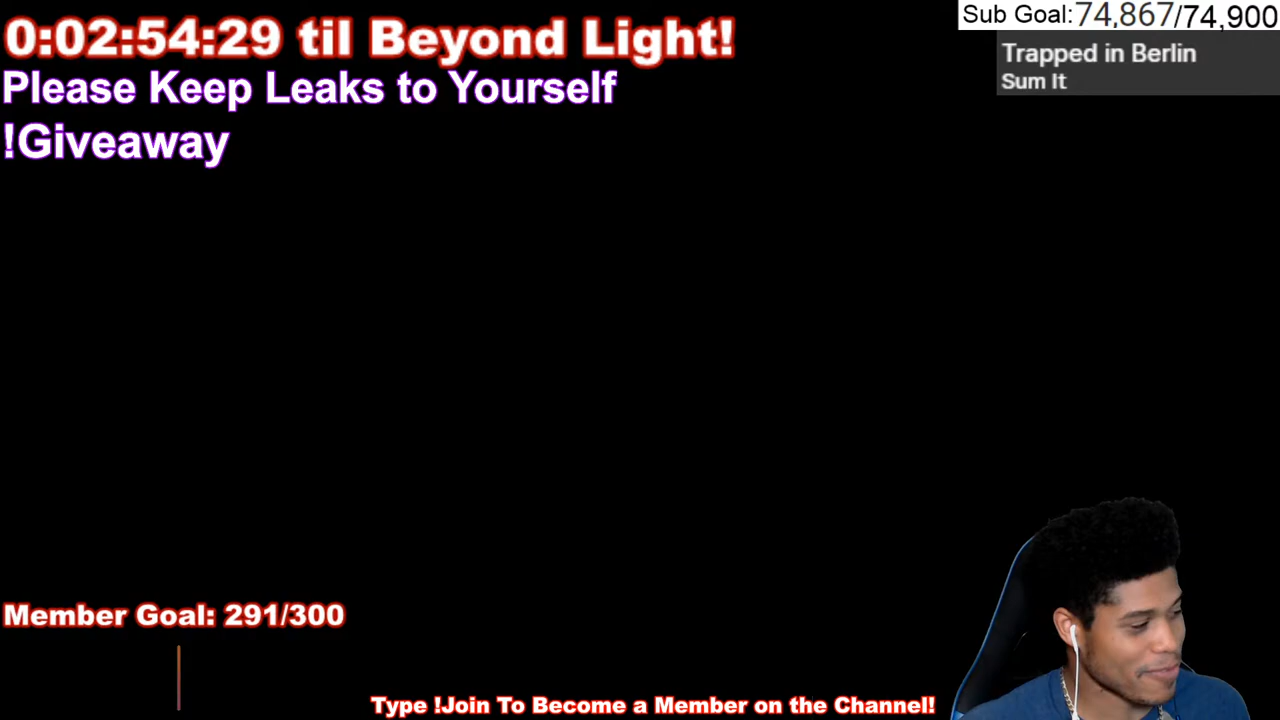 0:02:54:29 til Beyond Light!
Please Keep Leaks to Yourself
!Giveaway
Sub Goal: 74,867/74,900
Trapped in Berlin
Sum It
Member Goal: 291/300
Type !Join To Become a Member on the Channel!